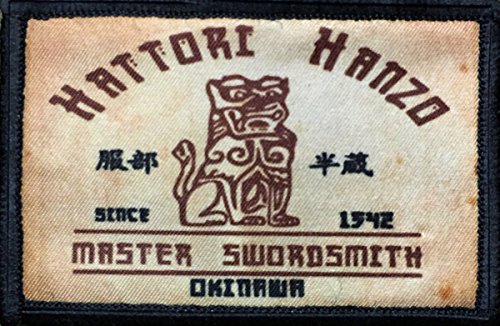 HATTORI HANZO
服部 半蔵
SINCE 1542
MASTER SWORDSMITH
OKINAWA